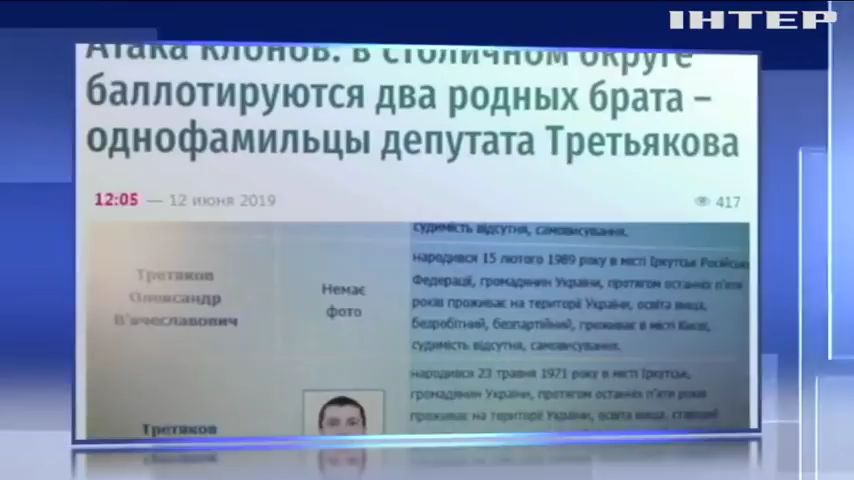 ІНТЕР
Атака клонов: в столичном округе
баллотируются два родных брата –
однофамильцы депутата Третьякова
12:05 — 12 июня 2019
417
судимість відсутня, самовисування.
народився 15 лютого 1989 року в місті Іркутськ Російської
Федерації, громадянин України, протягом останніх п'яти
років проживає на території України, освіта вища,
безробітний, безпартійний, проживає в місті Києві,
судимість відсутня, самовисування.
Третяков
Олександр
В'ячеславович
Немає
фото
народився 23 травня 1971 року в місті Іркутськ,
громадянин України, протягом останніх п'яти років
проживає на території України, освіта вища, старший
Третяков